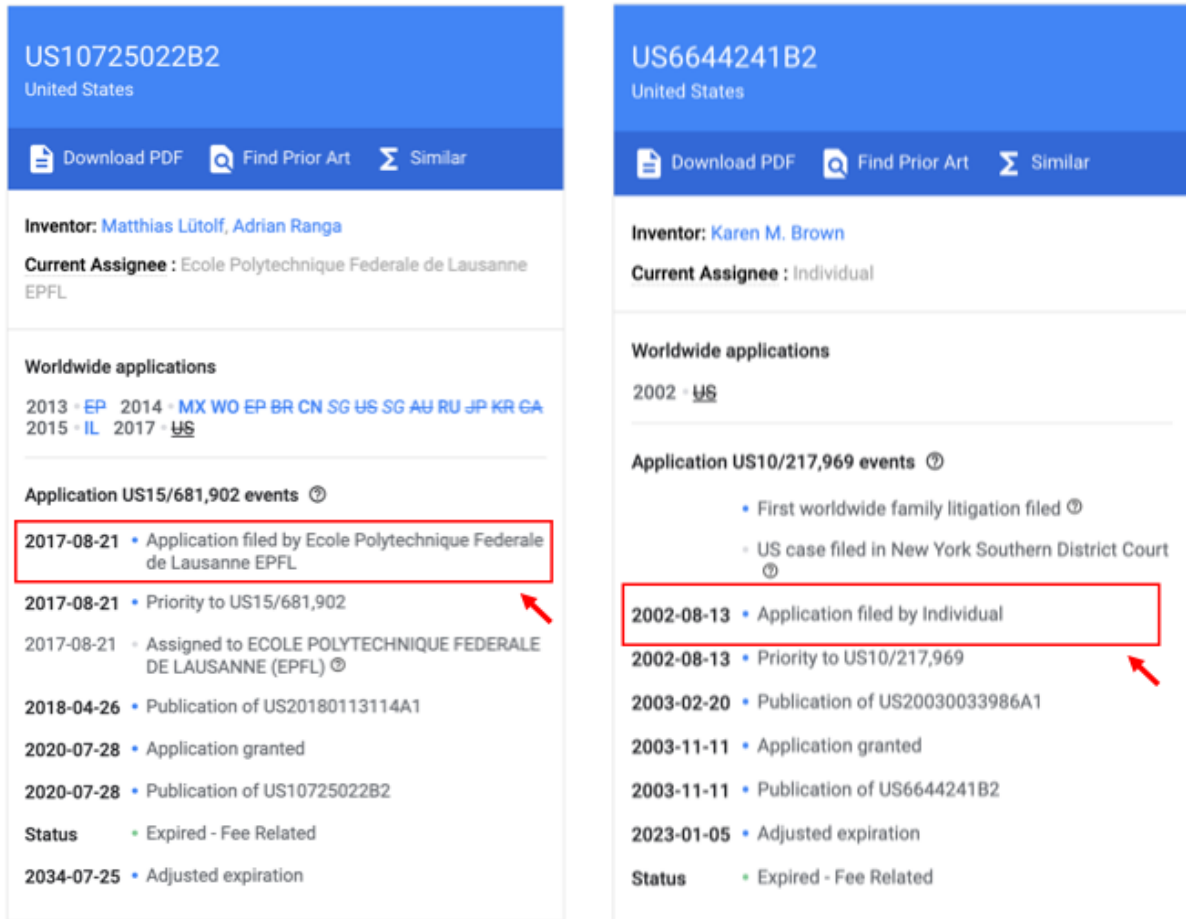 US10725022B2
United States
Download PDF Find Prior Art Similar
Inventor: Matthias Lütolf, Adrian Ranga
Current Assignee : Ecole Polytechnique Federale de Lausanne
EPFL
Worldwide applications
2013 • EP 2014 • MX WO EP BR CN SG US SG AU RU JP KR CA
2015 • IL 2017 • US
Application US15/681,902 events ?
2017-08-21 • Application filed by Ecole Polytechnique Federale
de Lausanne EPFL
2017-08-21 • Priority to US15/681,902
2017-08-21 • Assigned to ECOLE POLYTECHNIQUE FEDERALE
DE LAUSANNE (EPFL) ?
2018-04-26 • Publication of US20180113114A1
2020-07-28 • Application granted
2020-07-28 • Publication of US10725022B2
Status • Expired - Fee Related
2034-07-25 • Adjusted expiration
US6644241B2
United States
Download PDF Find Prior Art Similar
Inventor: Karen M. Brown
Current Assignee : Individual
Worldwide applications
2002 • US
Application US10/217,969 events ?
• First worldwide family litigation filed ?
• US case filed in New York Southern District Court
?
2002-08-13 • Application filed by Individual
2002-08-13 • Priority to US10/217,969
2003-02-20 • Publication of US20030033986A1
2003-11-11 • Application granted
2003-11-11 • Publication of US6644241B2
2023-01-05 • Adjusted expiration
Status • Expired - Fee Related